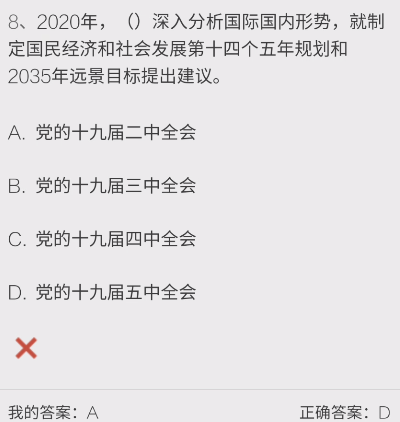 8、2020年，（）深入分析国际国内形势，就制
定国民经济和社会发展第十四个五年规划和
2035年远景目标提出建议。
A. 党的十九届二中全会
B. 党的十九届三中全会
C. 党的十九届四中全会
D. 党的十九届五中全会
我的答案：A
正确答案：D